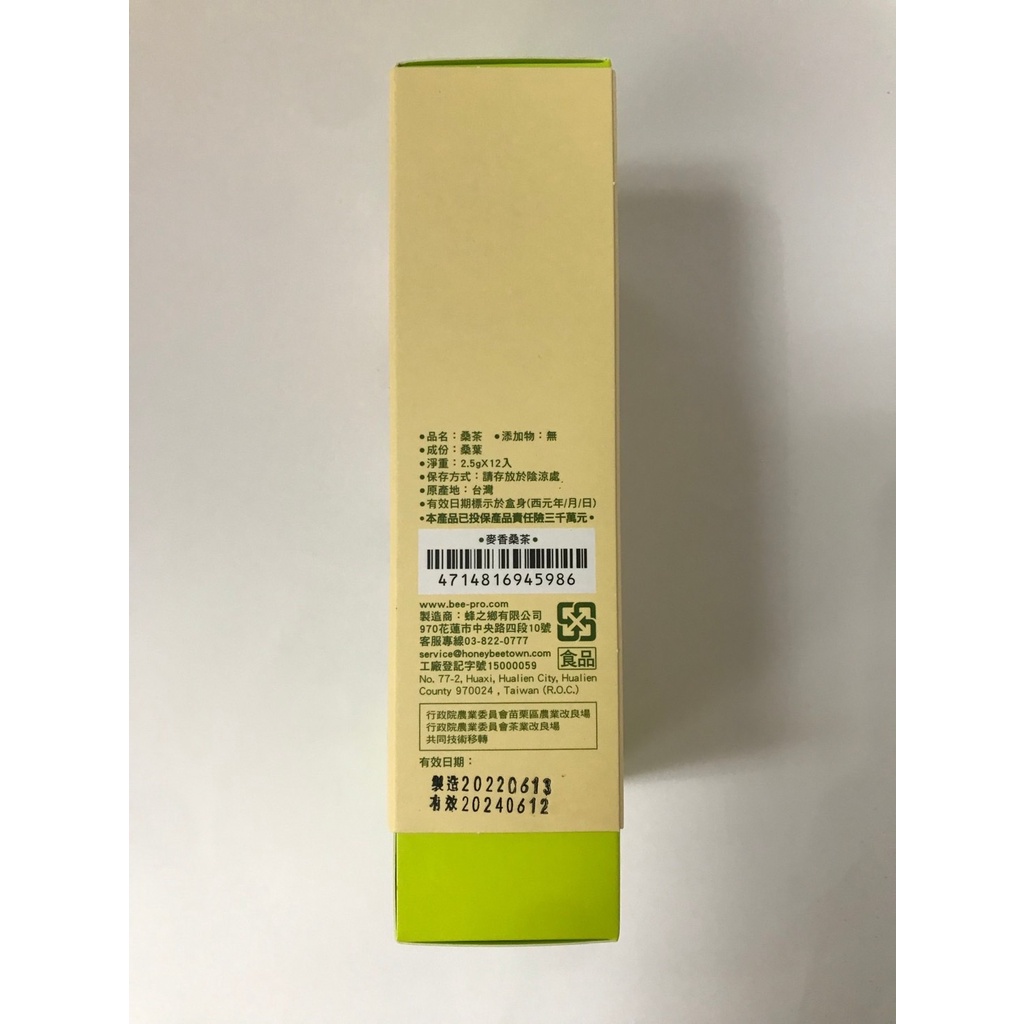 •品名：桑茶 •添加物：無
•成份：桑葉
•淨重：2.5gX12入
•保存方式：請存放於陰涼處
•原產地：台灣
•有效日期標示於盒身(西元年/月/日)
•本產品已投保產品責任險三千萬元•
•麥香桑茶•
4714816945986
www.bee-pro.com
製造商：蜂之鄉有限公司
970花蓮市中央路四段10號
客服專線03-822-0777
service@honeybeetown.com
食品
工廠登記字號15000059
No. 77-2, Huaxi, Hualien City, Hualien
County 970024 , Taiwan (R.O.C.)
行政院農業委員會苗栗區農業改良場
行政院農業委員會茶業改良場
共同技術移轉
有效日期：
製造20220613
有效20240612